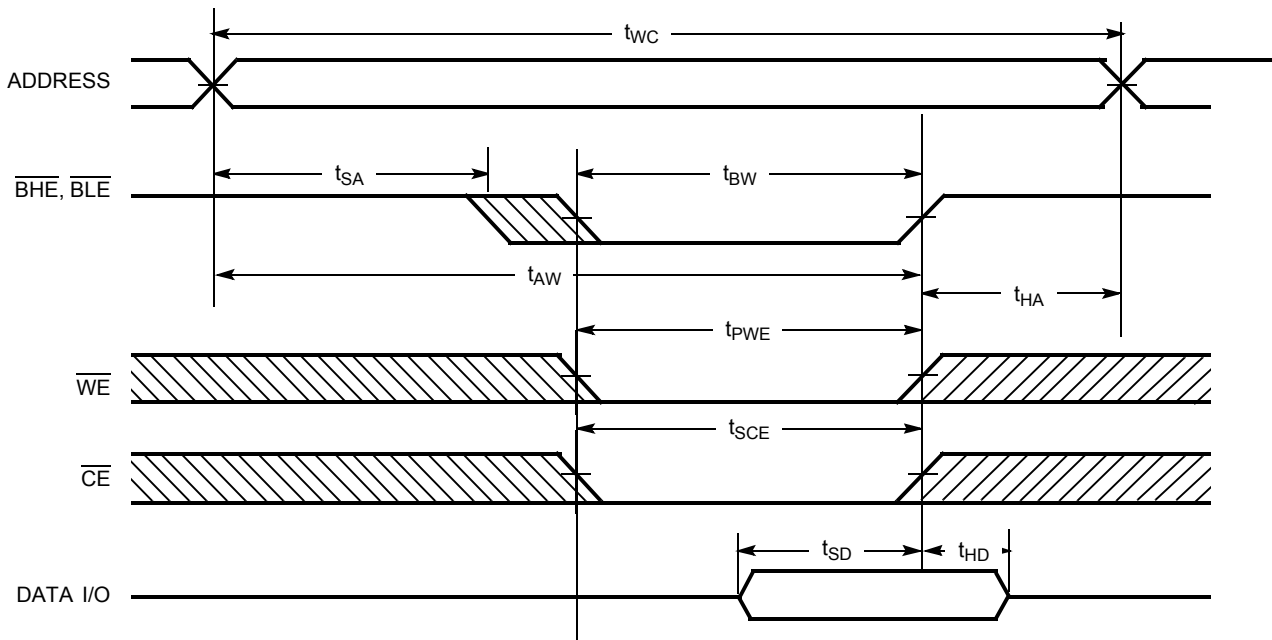 tWC
ADDRESS
tSA
tBW
BHE, BLE
tAW
tHA
tPWE
WE
tSCE
CE
tSD
tHD
DATA I/O